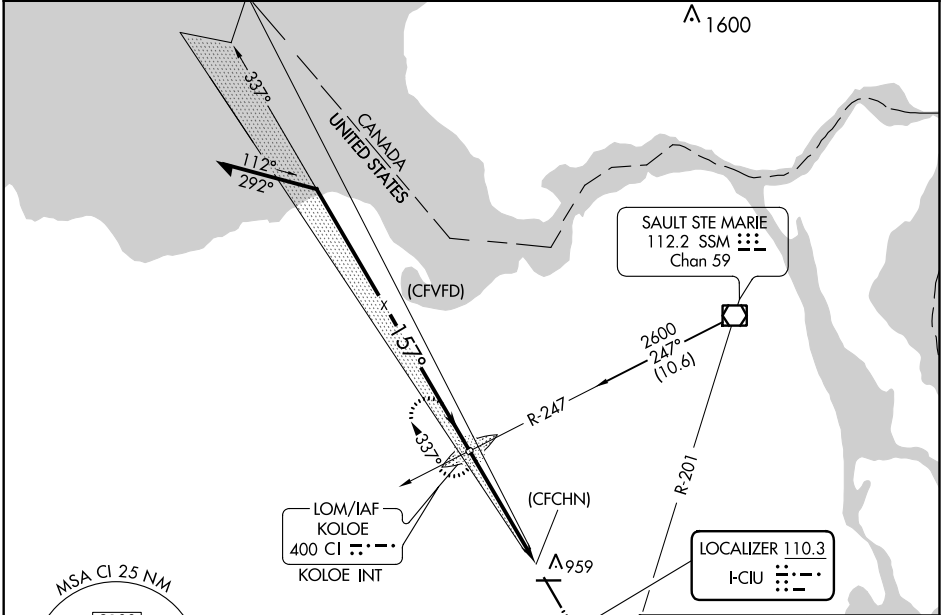 1600
337°
CANADA
UNITED STATES
112°
292°
SAULT STE MARIE
112.2 SSM
Chan 59
(CFVFD)
157°
2600
247°
(10.6)
R-247
337°
R-201
(CFCHN)
LOM/IAF
KOLOE
400 CI
KOLOE INT
959
LOCALIZER 110.3
I-CIU
MSA CI 25 NM